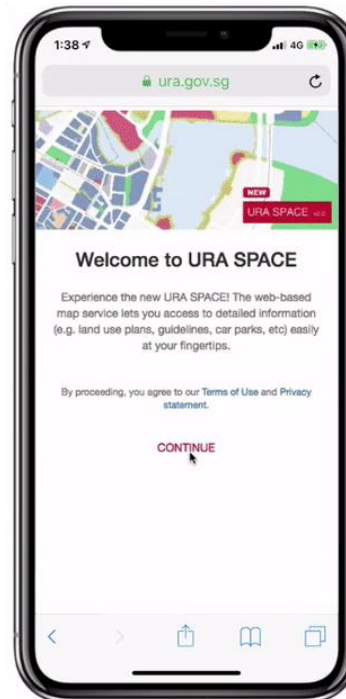 1:38
4G
ura.gov.sg
NEW
URA SPACE v2.0
Welcome to URA SPACE
Experience the new URA SPACE! The web-based
map service lets you access to detailed information
(e.g. land use plans, guidelines, car parks, etc) easily
at your fingertips.
By proceeding, you agree to our Terms of Use and Privacy
statement.
CONTINUE